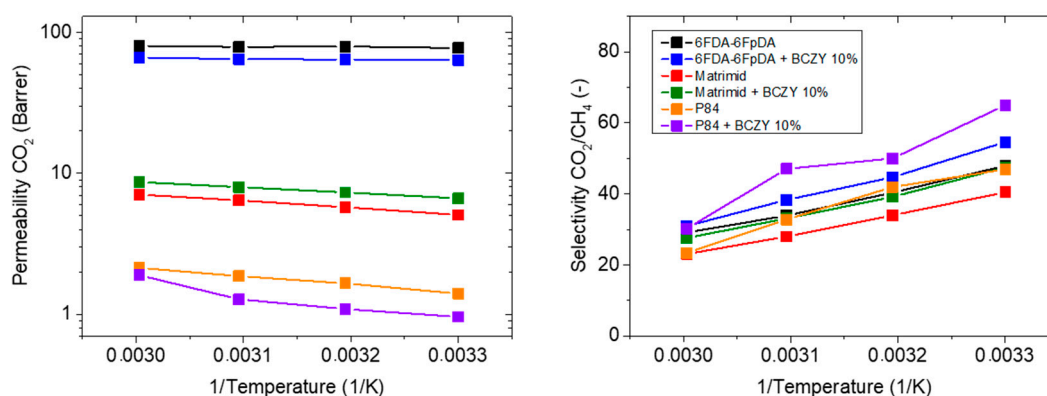 Permeability CO₂ (Barrer)
100
10
1
0.0030 0.0031 0.0032 0.0033
1/Temperature (1/K)
Selectivity CO₂/CH₄ (-)
80
60
40
20
0
6FDA-6FpDA
6FDA-6FpDA + BCZY 10%
Matrimid
Matrimid + BCZY 10%
P84
P84 + BCZY 10%
0.0030 0.0031 0.0032 0.0033
1/Temperature (1/K)